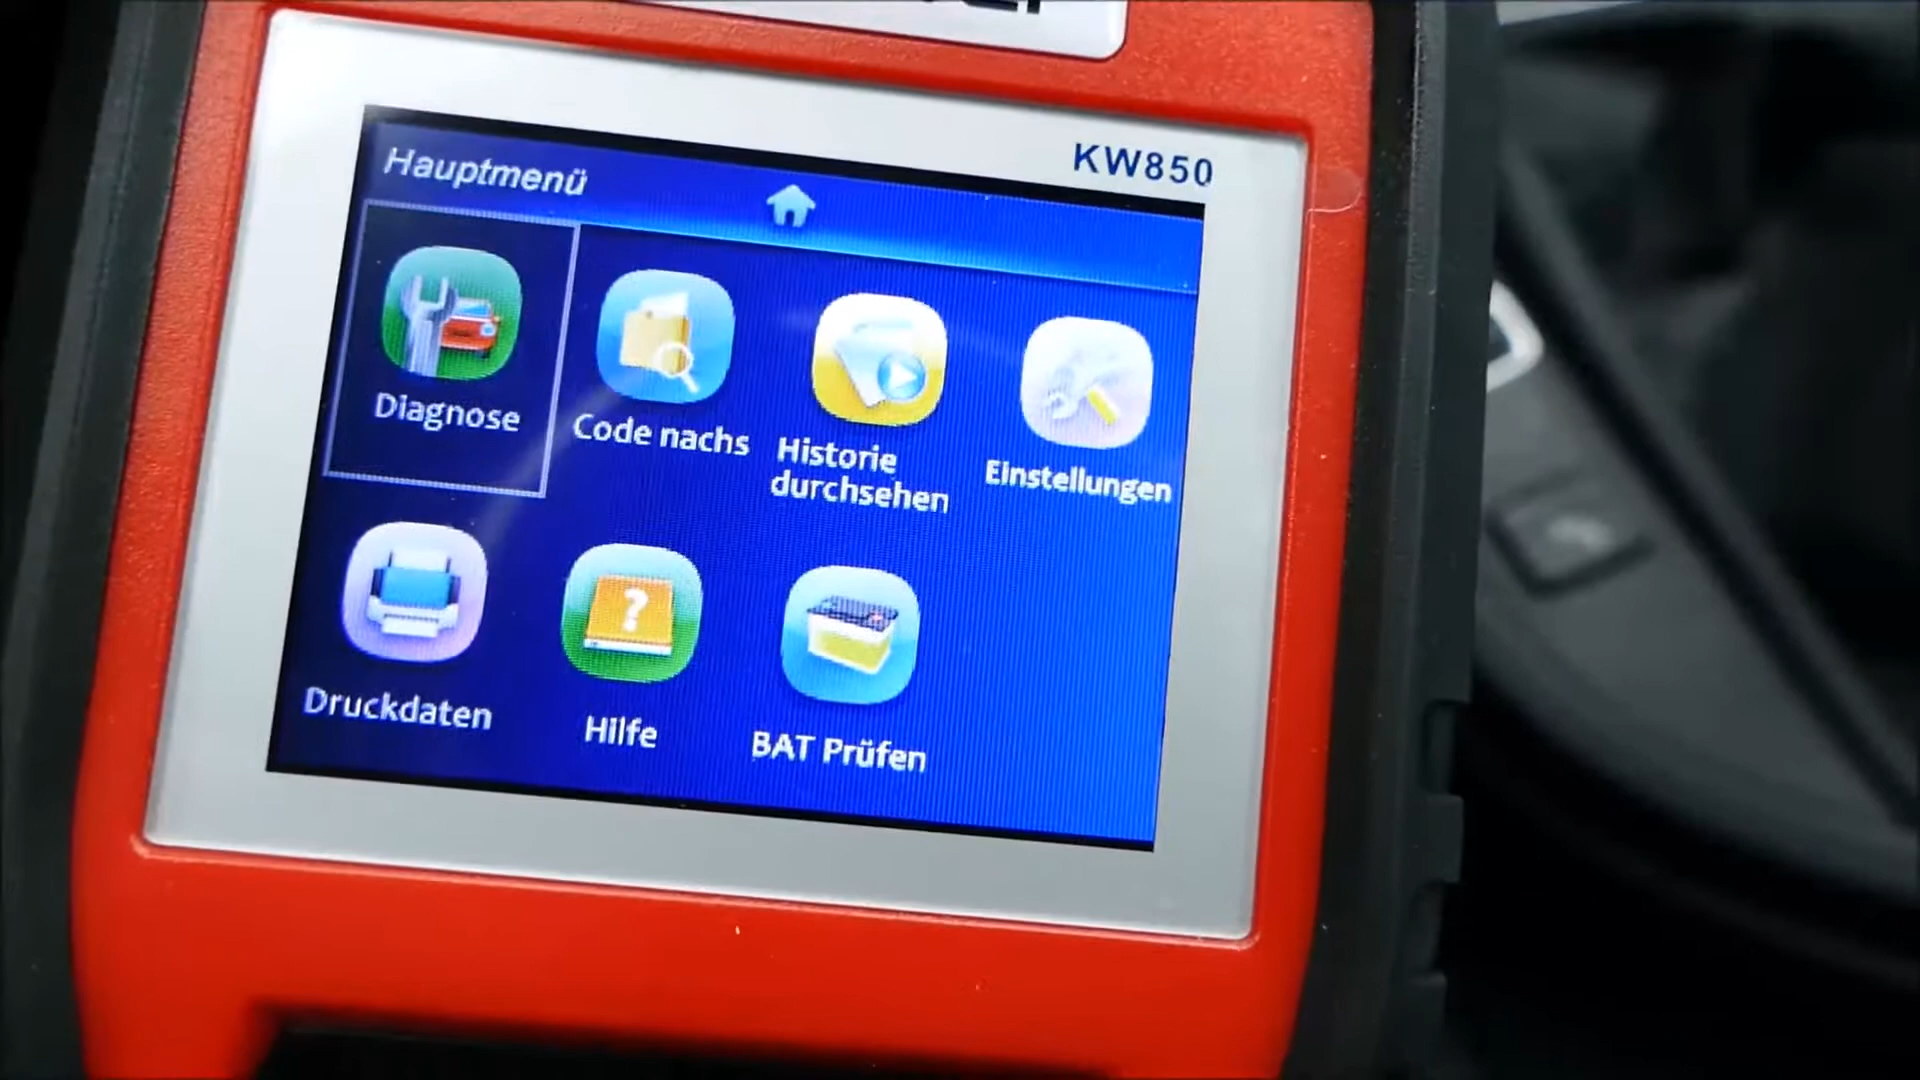 KW850
Hauptmenü
Diagnose
Code nachs
Historie
durchsehen
Einstellungen
Druckdaten
Hilfe
BAT Prüfen